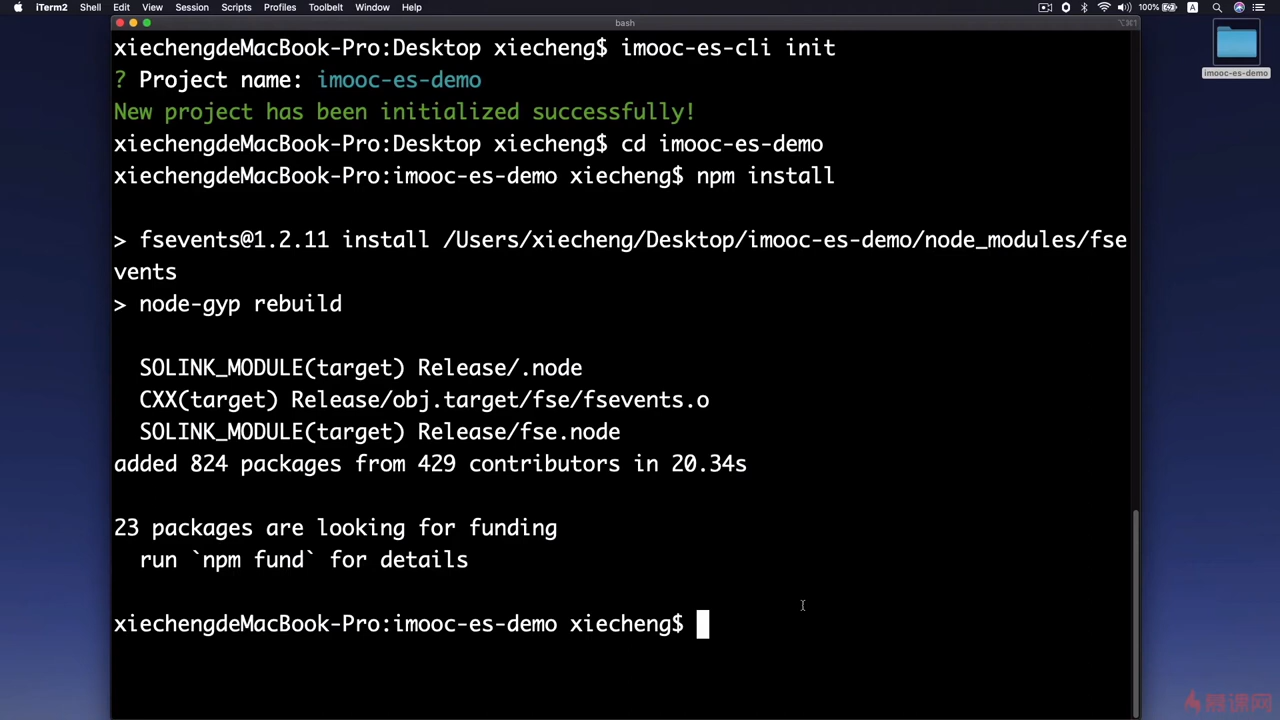 iTerm2 Shell Edit View Session Scripts Profiles Toolbelt Window Help 100% A
bash
⌥⌘1
imooc-es-demo
xiechengdeMacBook-Pro:Desktop xiecheng$ imooc-es-cli init
? Project name: imooc-es-demo
New project has been initialized successfully!
xiechengdeMacBook-Pro:Desktop xiecheng$ cd imooc-es-demo
xiechengdeMacBook-Pro:imooc-es-demo xiecheng$ npm install
> fsevents@1.2.11 install /Users/xiecheng/Desktop/imooc-es-demo/node_modules/fse
vents
> node-gyp rebuild
SOLINK_MODULE(target) Release/.node
CXX(target) Release/obj.target/fse/fsevents.o
SOLINK_MODULE(target) Release/fse.node
added 824 packages from 429 contributors in 20.34s
23 packages are looking for funding
run `npm fund` for details
xiechengdeMacBook-Pro:imooc-es-demo xiecheng$
慕课网